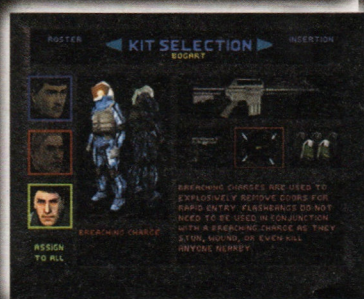 ROSTER
KIT SELECTION
INSERTION
BOGART
BREACHING CHARGES ARE USED TO
EXPLOSIVELY REMOVE DOORS FOR
RAPID ENTRY. FLASHBANGS DO NOT
NEED TO BE USED IN CONJUNCTION
WITH A BREACHING CHARGE AS THEY
STUN, WOUND, OR EVEN KILL
ANYONE NEARBY.
BREACHING CHARGE
ASSIGN
TO ALL